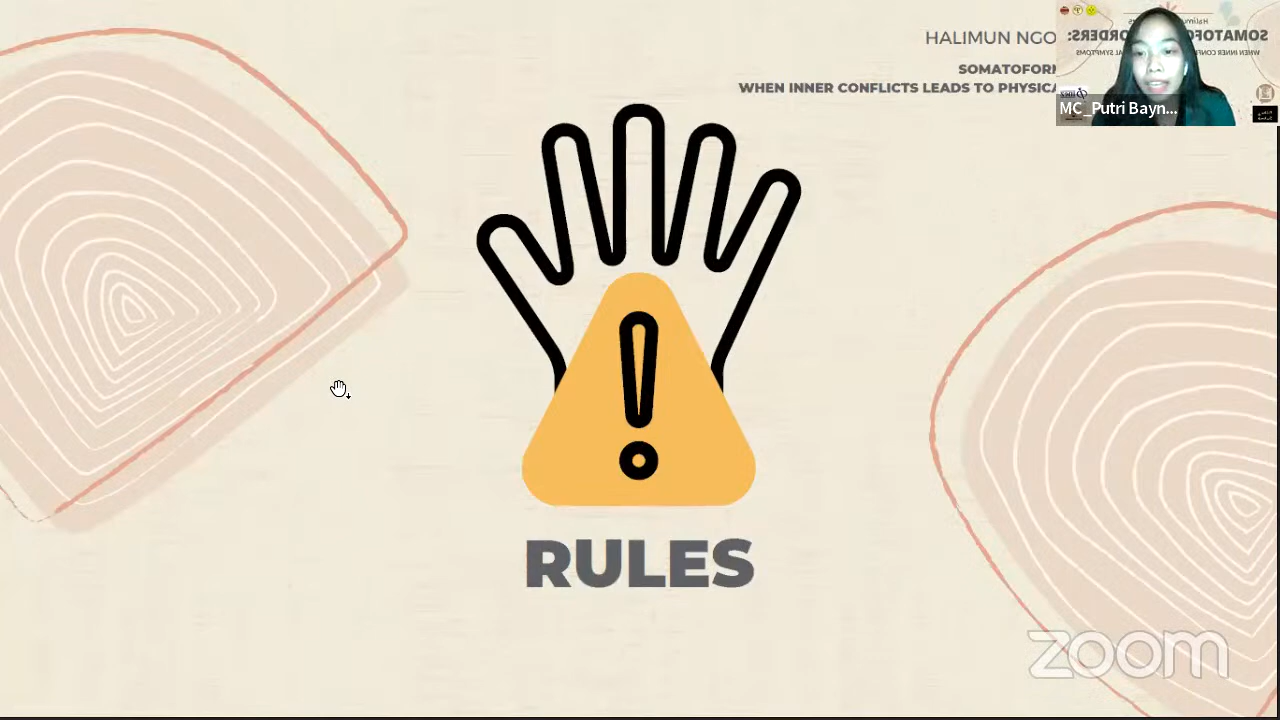 HALIMUN NGO
SOMATOFORM
WHEN INNER CONFLICTS LEADS TO PHYSICA
MC_Putri Bayn...
RULES
zoom